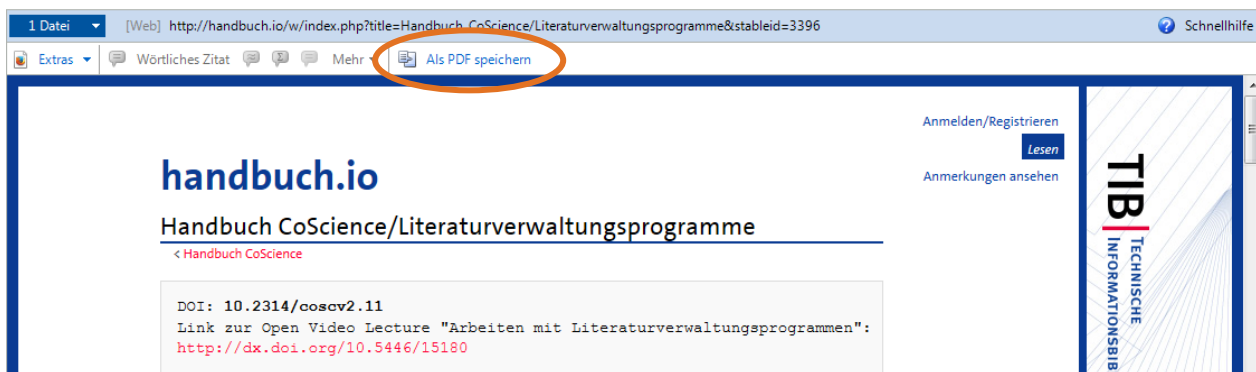 1 Datei [Web] http://handbuch.io/w/index.php?title=Handbuch_CoScience/Literaturverwaltungsprogramme&stableid=3396 Schnellhilfe
Extras Wörtliches Zitat Mehr Als PDF speichern
Anmelden/Registrieren
Lesen
Anmerkungen ansehen
handbuch.io
Handbuch CoScience/Literaturverwaltungsprogramme
< Handbuch CoScience
DOI: 10.2314/coscv2.11
Link zur Open Video Lecture "Arbeiten mit Literaturverwaltungsprogrammen":
http://dx.doi.org/10.5446/15180
TIB
TECHNISCHE
INFORMATIONSBIB